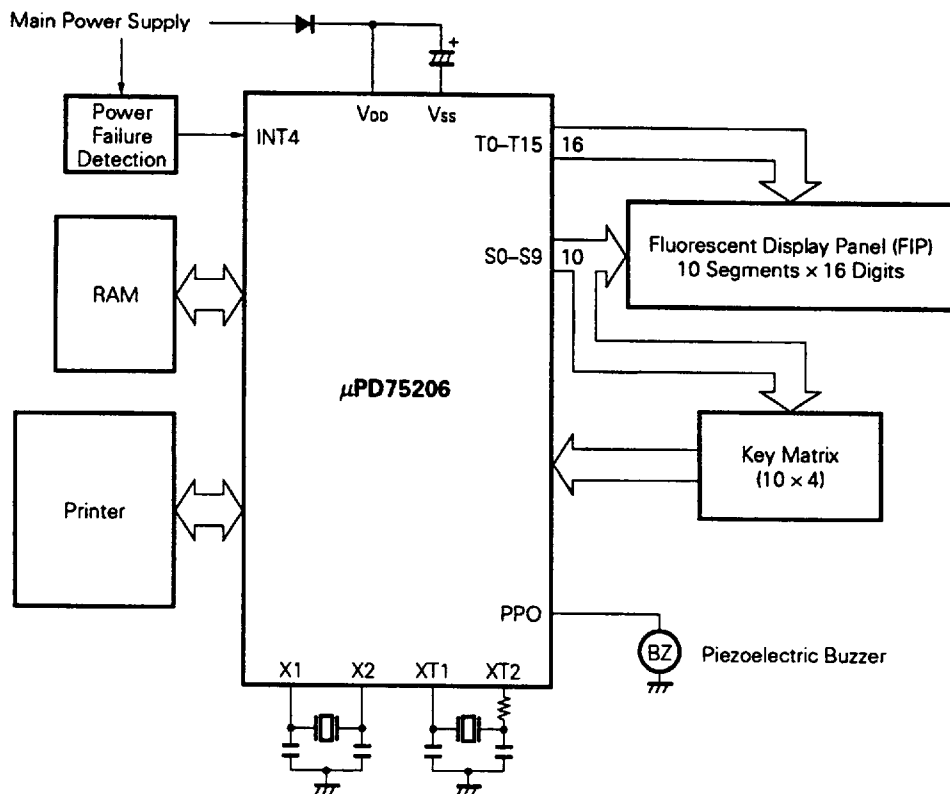 Main Power Supply
+
Power
Failure
Detection
INT4
VDD
VSS
T0–T15
16
RAM
S0–S9
10
Fluorescent Display Panel (FIP)
10 Segments × 16 Digits
μPD75206
Printer
Key Matrix
(10 × 4)
PPO
BZ
Piezoelectric Buzzer
X1
X2
XT1
XT2